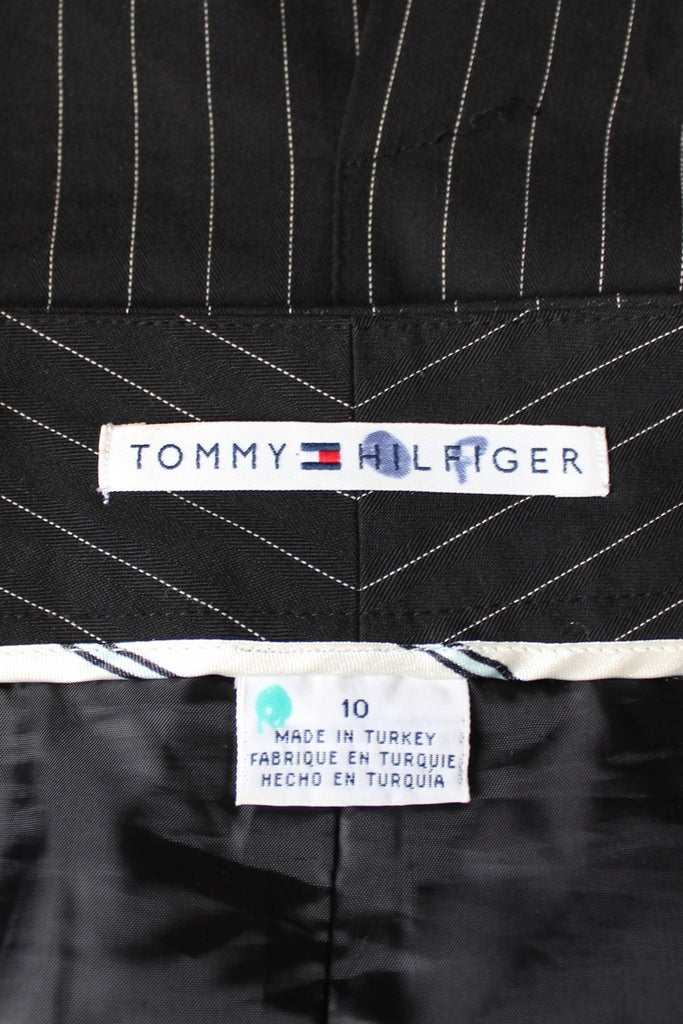 TOMMY HILFIGER
10
MADE IN TURKEY
FABRIQUE EN TURQUIE
HECHO EN TURQUÍA